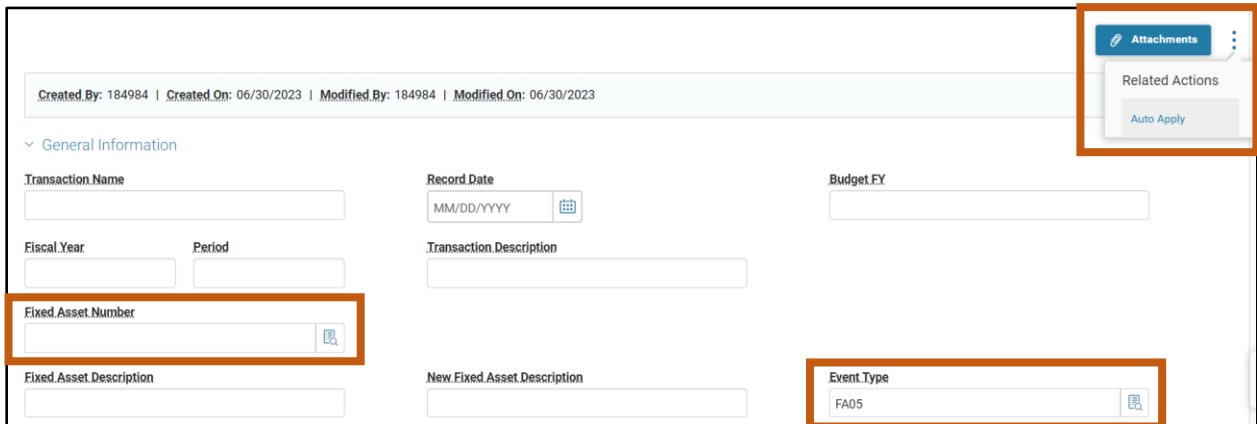 Attachments
Related Actions
Auto Apply
Created By: 184984 | Created On: 06/30/2023 | Modified By: 184984 | Modified On: 06/30/2023
General Information
Transaction Name Record Date Budget FY
MM/DD/YYYY
Fiscal Year Period Transaction Description
Fixed Asset Number
Fixed Asset Description New Fixed Asset Description Event Type
FA05